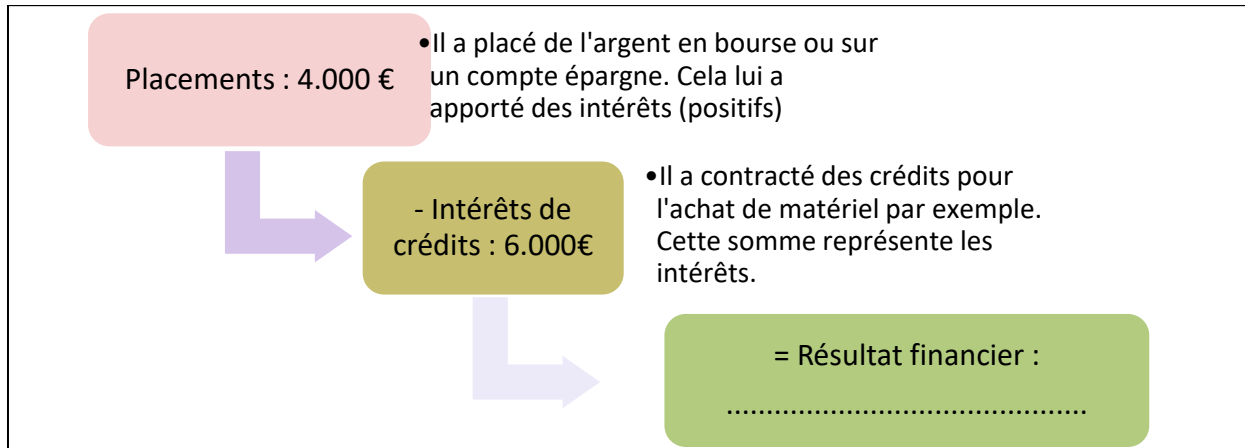 Placements : 4.000 €
•Il a placé de l'argent en bourse ou sur
un compte épargne. Cela lui a
apporté des intérêts (positifs)
- Intérêts de
crédits : 6.000€
•Il a contracté des crédits pour
l'achat de matériel par exemple.
Cette somme représente les
intérêts.
= Résultat financier :
.............................................